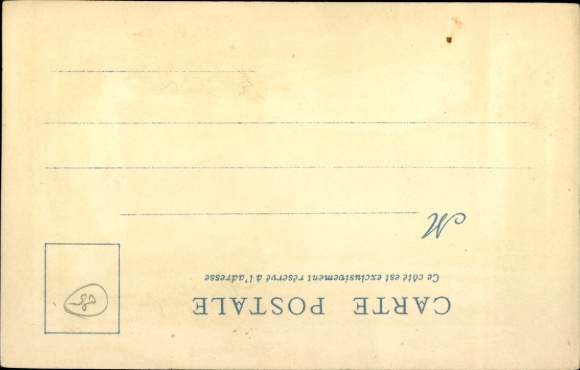 CARTE POSTALE
Ce côté est exclusivement réservé à l'adresse
M